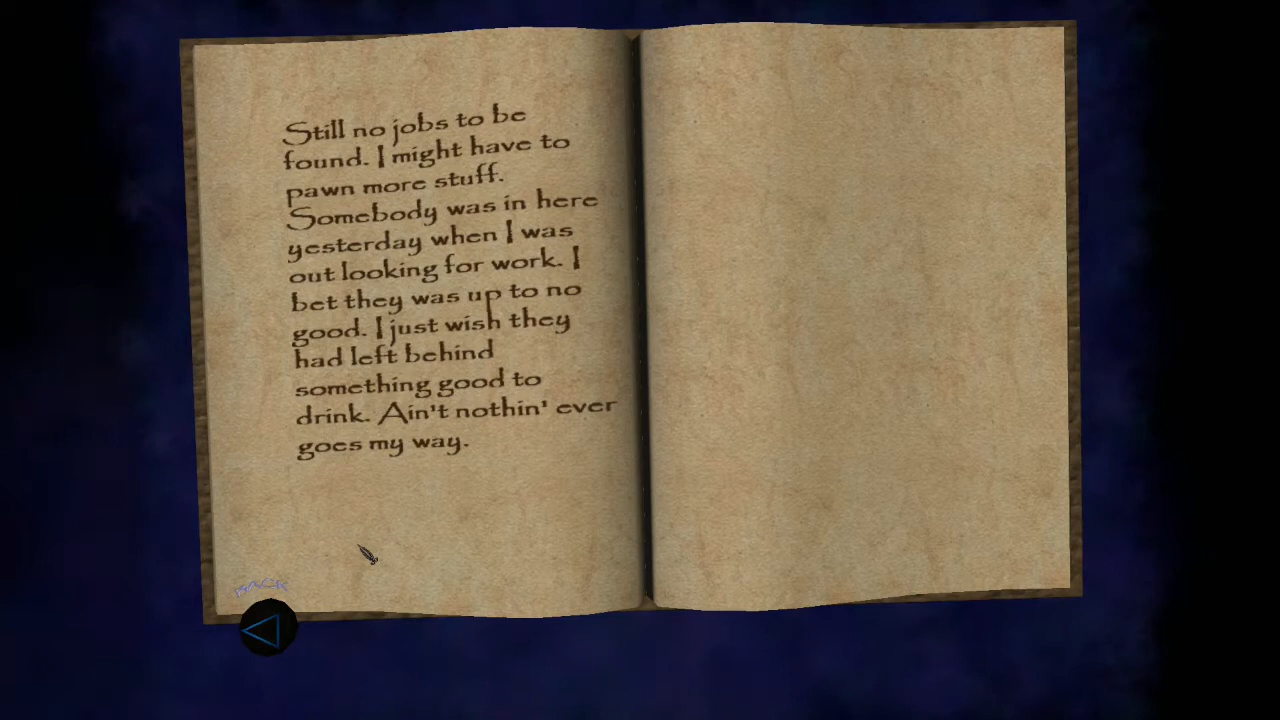 Still no jobs to be
found. I might have to
pawn more stuff.
Somebody was in here
yesterday when I was
out looking for work. I
bet they was up to no
good. I just wish they
had left behind
something good to
drink. Ain't nothin' ever
goes my way.
BACK